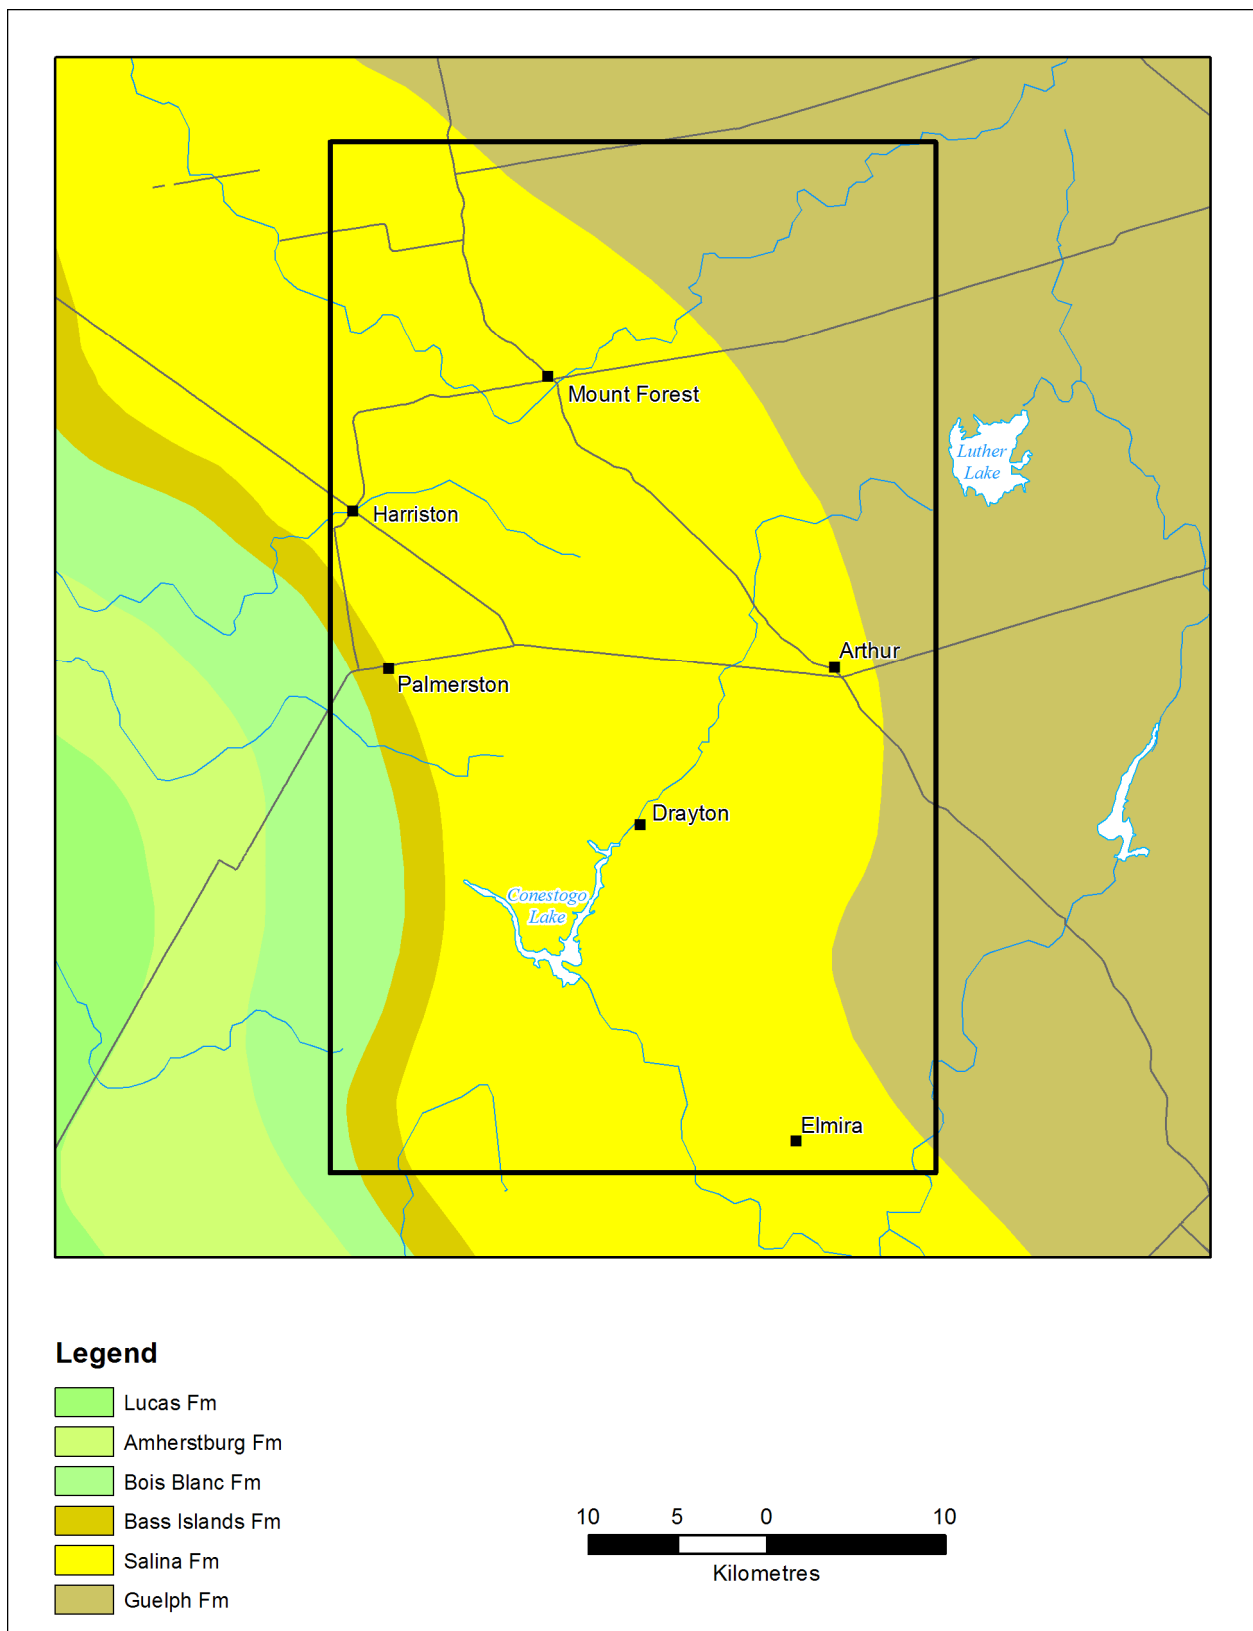 Mount Forest
Luther
Lake
Harriston
Arthur
Palmerston
Drayton
Conestogo
Lake
Elmira
Legend
Lucas Fm
Amherstburg Fm
Bois Blanc Fm
Bass Islands Fm
Salina Fm
Guelph Fm
10 5 0 10
Kilometres